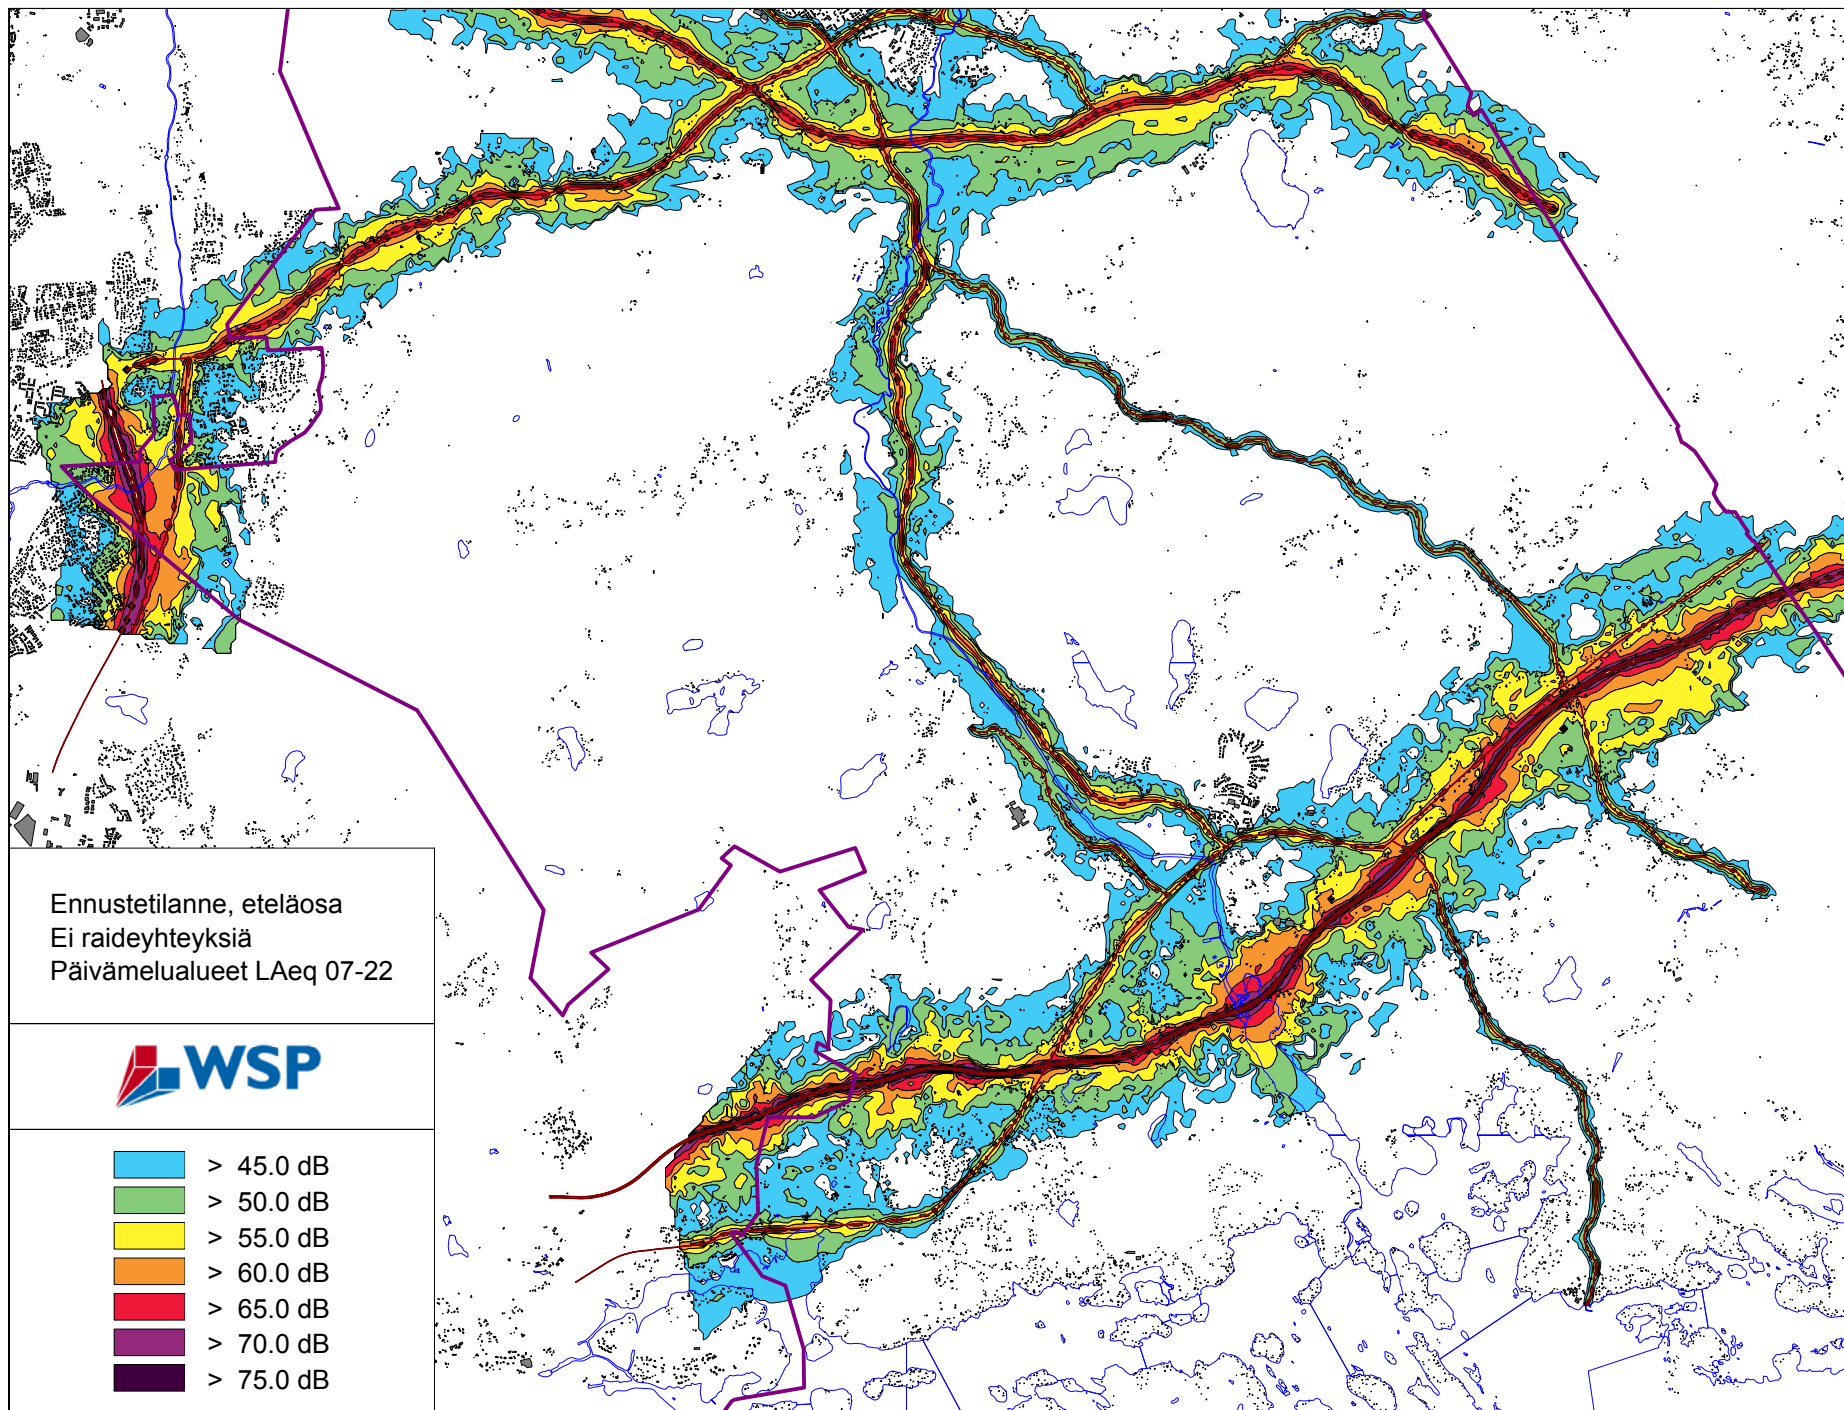 Ennustetilanne, eteläosa
Ei raideyhteyksiä
Päivämelualueet LAeq 07-22
WSP
> 45.0 dB
> 50.0 dB
> 55.0 dB
> 60.0 dB
> 65.0 dB
> 70.0 dB
> 75.0 dB